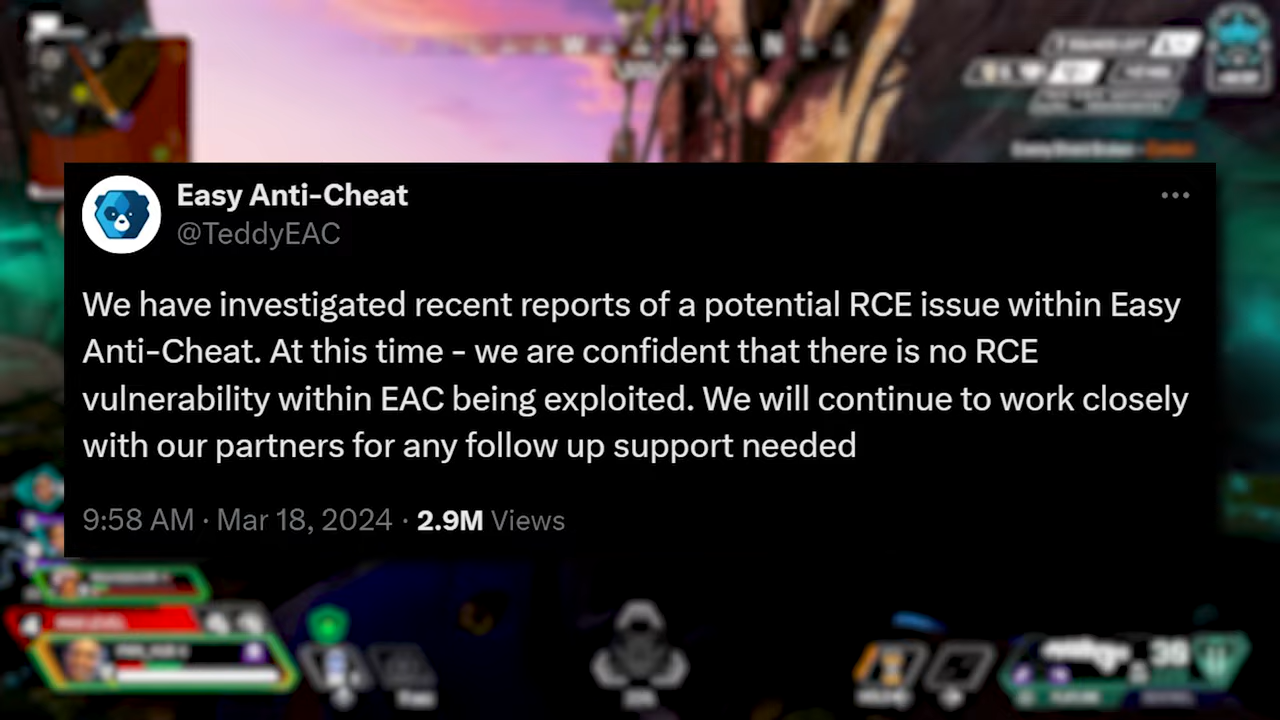 Easy Anti-Cheat
@TeddyEAC
We have investigated recent reports of a potential RCE issue within Easy
Anti-Cheat. At this time - we are confident that there is no RCE
vulnerability within EAC being exploited. We will continue to work closely
with our partners for any follow up support needed
9:58 AM · Mar 18, 2024 · 2.9M Views